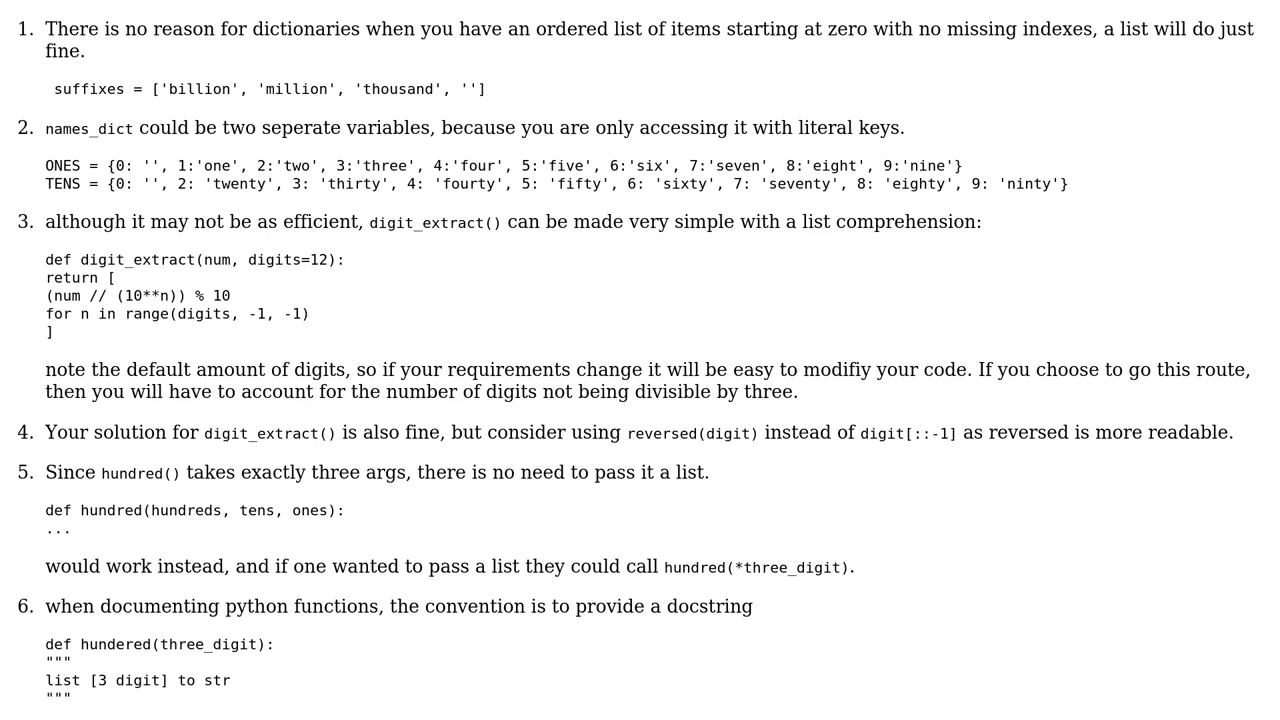 1. There is no reason for dictionaries when you have an ordered list of items starting at zero with no missing indexes, a list will do just
fine.
suffixes = ['billion', 'million', 'thousand', '']
2. names_dict could be two seperate variables, because you are only accessing it with literal keys.
ONES = {0: '', 1:'one', 2:'two', 3:'three', 4:'four', 5:'five', 6:'six', 7:'seven', 8:'eight', 9:'nine'}
TENS = {0: '', 2: 'twenty', 3: 'thirty', 4: 'fourty', 5: 'fifty', 6: 'sixty', 7: 'seventy', 8: 'eighty', 9: 'ninty'}
3. although it may not be as efficient, digit_extract() can be made very simple with a list comprehension:
def digit_extract(num, digits=12):
return [
(num // (10**n)) % 10
for n in range(digits, -1, -1)
]
note the default amount of digits, so if your requirements change it will be easy to modifiy your code. If you choose to go this route,
then you will have to account for the number of digits not being divisible by three.
4. Your solution for digit_extract() is also fine, but consider using reversed(digit) instead of digit[::-1] as reversed is more readable.
5. Since hundred() takes exactly three args, there is no need to pass it a list.
def hundred(hundreds, tens, ones):
...
would work instead, and if one wanted to pass a list they could call hundred(*three_digit).
6. when documenting python functions, the convention is to provide a docstring
def hundered(three_digit):
"""
list [3 digit] to str
"""